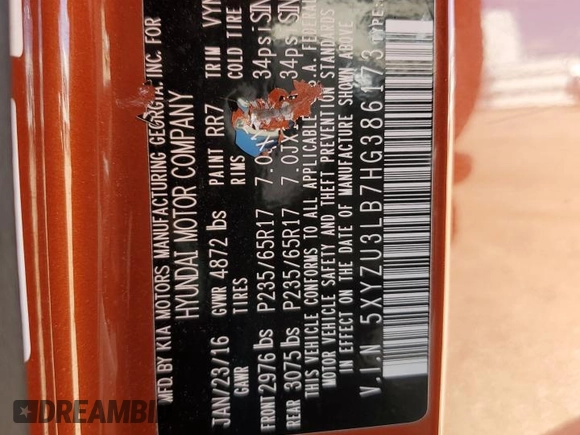 MFD. BY KIA MOTORS MANUFACTURING GEORGIA, INC. FOR
HYUNDAI MOTOR COMPANY
JAN/23/16 GVWR 4872 lbs PAINT RR7 TRIM
GAWR TIRES RIMS COLD TIRE
FRONT 2976 lbs P235/65R17 34psi
REAR 3075 lbs P235/65R17 7.0JX 34psi
THIS VEHICLE CONFORMS TO ALL APPLICABLE FEDERAL
MOTOR VEHICLE SAFETY AND THEFT PREVENTION STANDARDS
IN EFFECT ON THE DATE OF MANUFACTURE SHOWN ABOVE.
5XYZU3LB7HG386173 TYPE:
DREAMBI